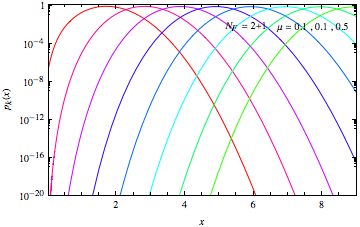 1
N_F = 2+1 μ = 0.1 , 0.1 , 0.5
10^-4
10^-8
p_k(x)
10^-12
10^-16
10^-20
2 4 6 8
x